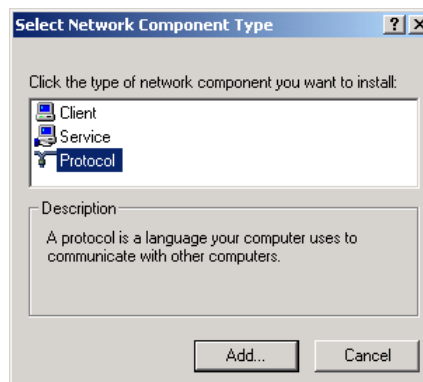 Select Network Component Type
Click the type of network component you want to install:
Client
Service
Protocol
Description
A protocol is a language your computer uses to
communicate with other computers.
Add...
Cancel